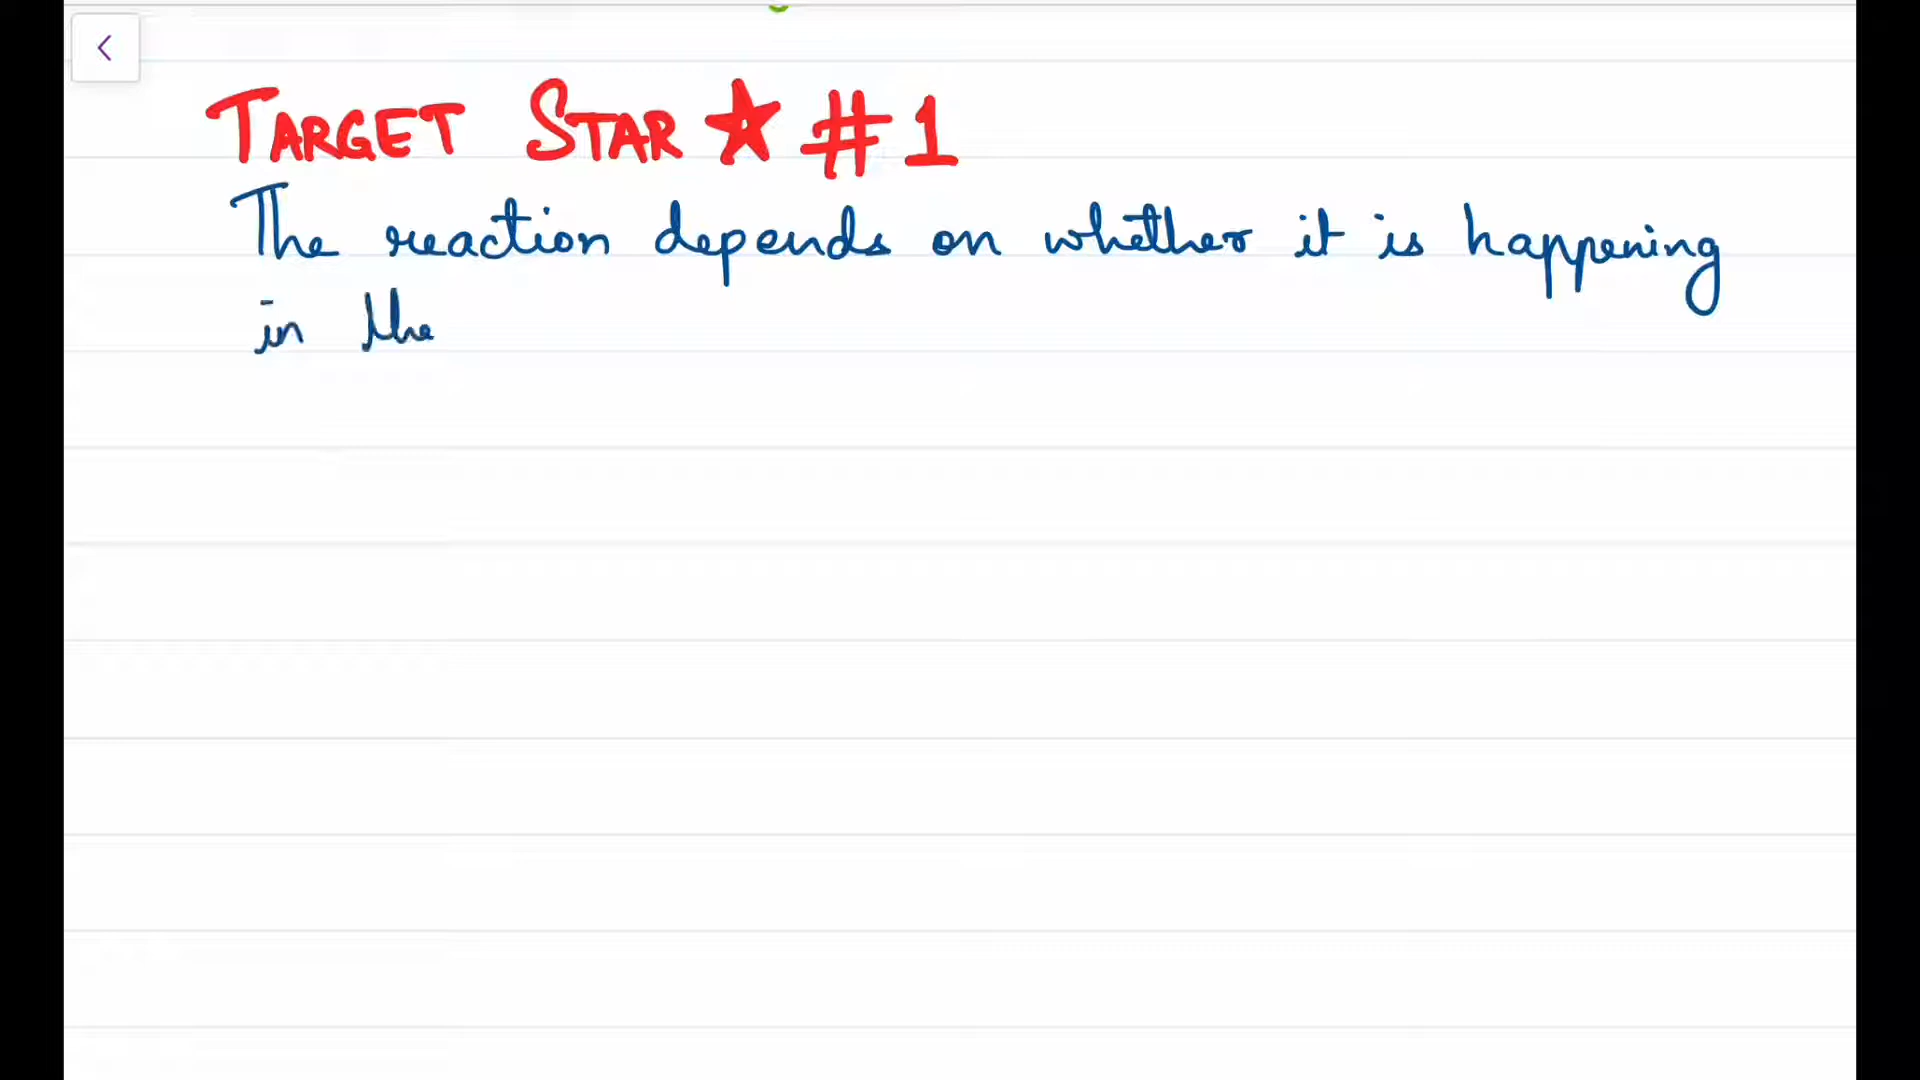 TARGET STAR ★ #1
The reaction depends on whether it is happening
in the